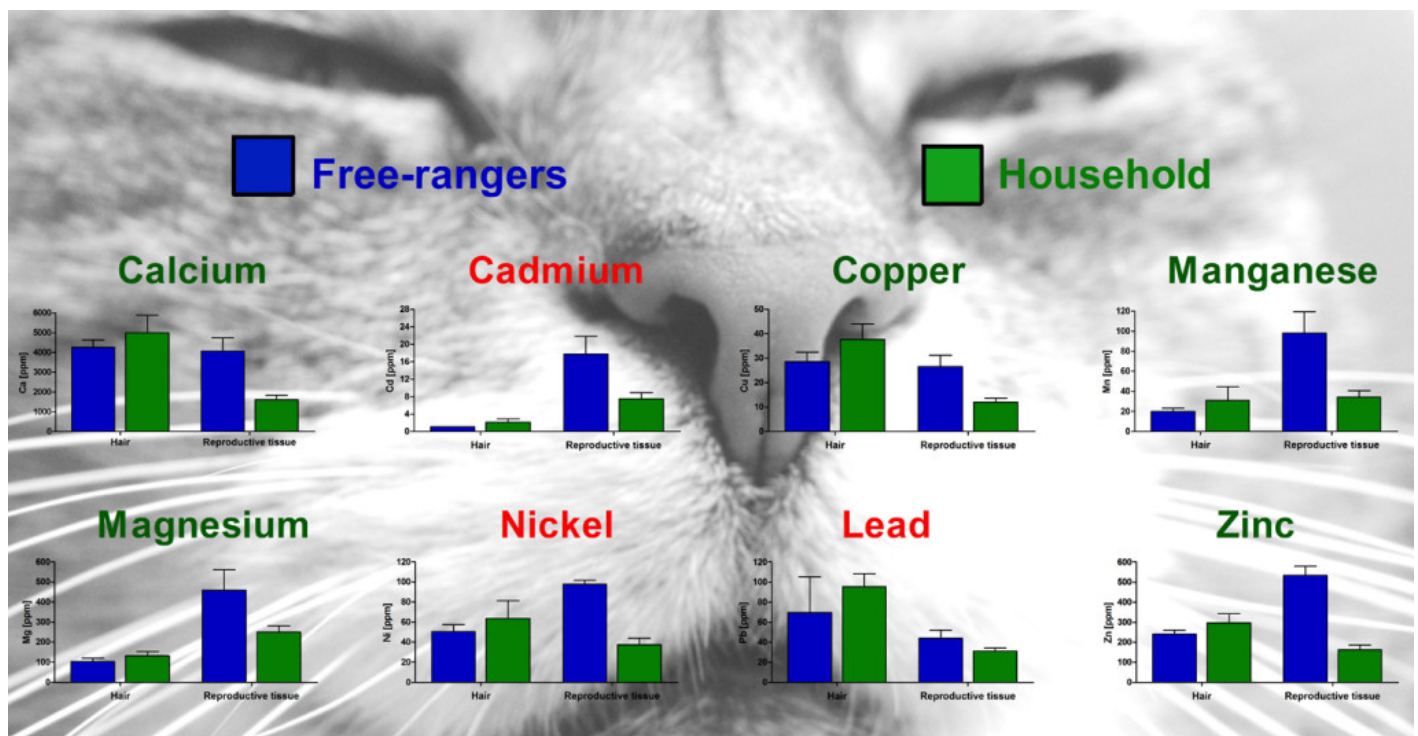 Free-rangers
Household
Calcium
Cadmium
Copper
Manganese
Ca [ppm]
6000
5000
4000
3000
2000
1000
0
Hair
Reproductive tissue
Cd [ppm]
28
24
20
16
12
8
4
0
Hair
Reproductive tissue
Cu [ppm]
50
40
30
20
10
0
Hair
Reproductive tissue
Mn [ppm]
120
100
80
60
40
20
0
Hair
Reproductive tissue
Magnesium
Nickel
Lead
Zinc
Mg [ppm]
600
500
400
300
200
100
0
Hair
Reproductive tissue
Ni [ppm]
120
100
80
60
40
20
0
Hair
Reproductive tissue
Pb [ppm]
120
100
80
60
40
20
0
Hair
Reproductive tissue
Zn [ppm]
600
500
400
300
200
100
0
Hair
Reproductive tissue